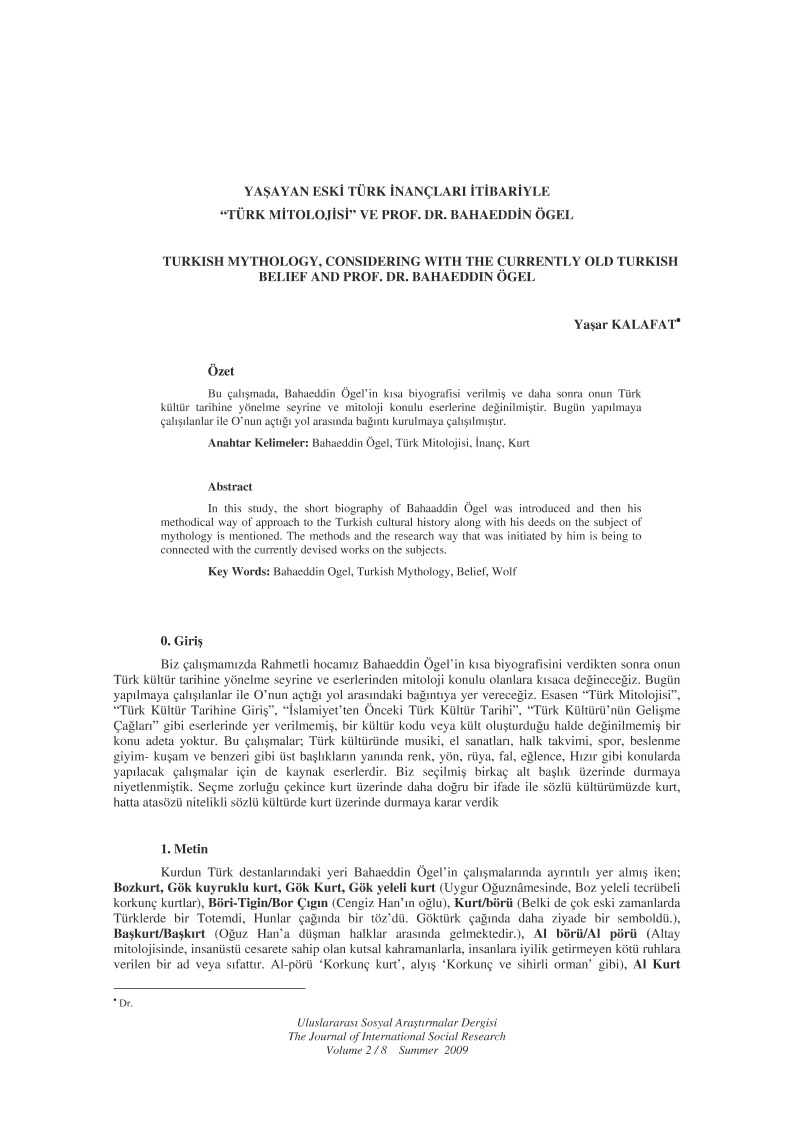 YAŞAYAN ESKİ TÜRK İNANÇLARI İTİBARİYLE
“TÜRK MİTOLOJİSİ” VE PROF. DR. BAHAEDDİN ÖGEL
TURKISH MYTHOLOGY, CONSIDERING WITH THE CURRENTLY OLD TURKISH
BELIEF AND PROF. DR. BAHAEDDIN ÖGEL
Yaşar KALAFAT•
Özet
Bu çalışmada, Bahaeddin Ögel’in kısa biyografisi verilmiş ve daha sonra onun Türk
kültür tarihine yönelme seyrine ve mitoloji konulu eserlerine değinilmiştir. Bugün yapılmaya
çalışılanlar ile O’nun açtığı yol arasında bağıntı kurulmaya çalışılmıştır.
Anahtar Kelimeler: Bahaeddin Ögel, Türk Mitolojisi, İnanç, Kurt
Abstract
In this study, the short biography of Bahaaddin Ögel was introduced and then his
methodical way of approach to the Turkish cultural history along with his deeds on the subject of
mythology is mentioned. The methods and the research way that was initiated by him is being to
connected with the currently devised works on the subjects.
Key Words: Bahaeddin Ogel, Turkish Mythology, Belief, Wolf
0. Giriş
Biz çalışmamızda Rahmetli hocamız Bahaeddin Ögel’in kısa biyografisini verdikten sonra onun
Türk kültür tarihine yönelme seyrine ve eserlerinden mitoloji konulu olanlara kısaca değineceğiz. Bugün
yapılmaya çalışılanlar ile O’nun açtığı yol arasındaki bağıntıya yer vereceğiz. Esasen “Türk Mitolojisi”,
“Türk Kültür Tarihine Giriş”, “İslamiyet’ten Önceki Türk Kültür Tarihi”, “Türk Kültürü’nün Gelişme
Çağları” gibi eserlerinde yer verilmemiş, bir kültür kodu veya kült oluşturduğu halde değinilmemiş bir
konu adeta yoktur. Bu çalışmalar; Türk kültüründe musiki, el sanatları, halk takvimi, spor, beslenme
giyim- kuşam ve benzeri gibi üst başlıkların yanında renk, yön, rüya, fal, eğlence, Hızır gibi konularda
yapılacak çalışmalar için de kaynak eserlerdir. Biz seçilmiş birkaç alt başlık üzerinde durmaya
niyetlenmiştik. Seçme zorluğu çekince kurt üzerinde daha doğru bir ifade ile sözlü kültürümüzde kurt,
hatta atasözü nitelikli sözlü kültürde kurt üzerinde durmaya karar verdik
1. Metin
Kurdun Türk destanlarındaki yeri Bahaeddin Ögel’in çalışmalarında ayrıntılı yer almış iken;
Bozkurt, Gök kuyruklu kurt, Gök Kurt, Gök yeleli kurt (Uygur Oğuznâmesinde, Boz yeleli tecrübeli
korkunç kurtlar), Böri-Tigin/Bor Çıgın (Cengiz Han’ın oğlu), Kurt/börü (Belki de çok eski zamanlarda
Türklerde bir Totemdi, Hunlar çağında bir töz’dü. Göktürk çağında daha ziyade bir semboldü.),
Başkurt/Başkırt (Oğuz Han’a düşman halklar arasında gelmektedir.), Al börü/Al pörü (Altay
mitolojisinde, insanüstü cesarete sahip olan kutsal kahramanlarla, insanlara iyilik getirmeyen kötü ruhlara
verilen bir ad veya sıfattır. Al-pörü ‘Korkunç kurt’, alyış ‘Korkunç ve sihirli orman’ gibi), Al Kurt
• Dr.
Uluslararası Sosyal Araştırmalar Dergisi
The Journal of International Social Research
Volume 2 / 8 Summer 2009